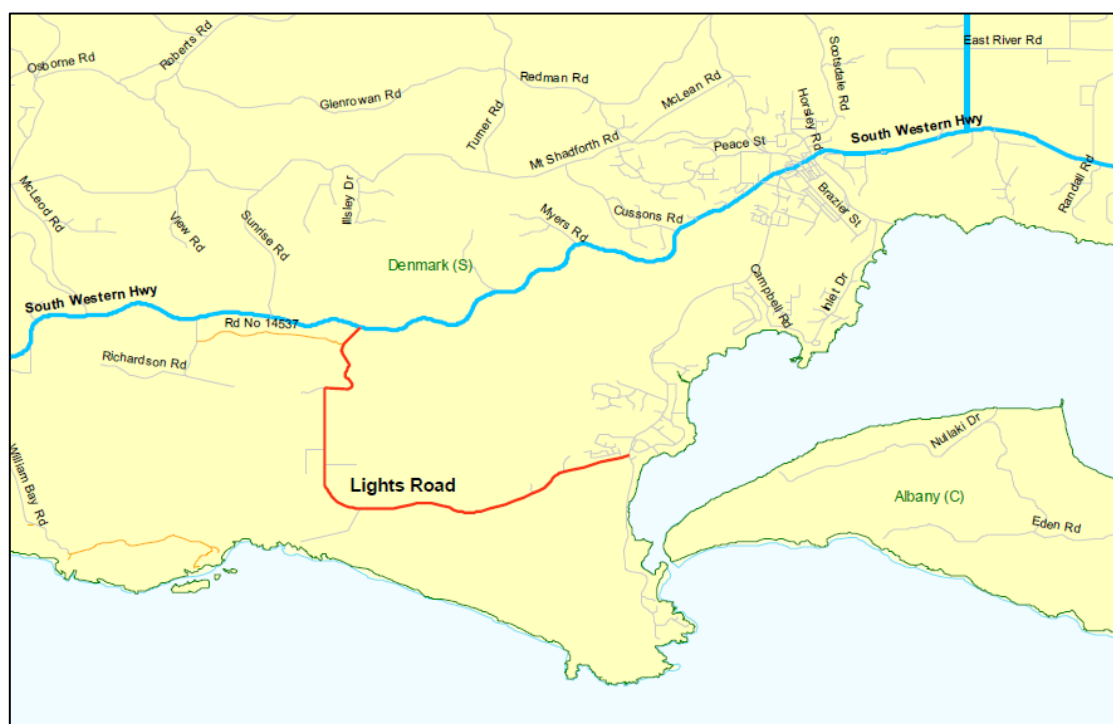 East River Rd
Scotsdale Rd
Roberts Rd
Osborne Rd
Redman Rd
McLean Rd
Glenrowan Rd
Horsley Rd
South Western Hwy
Turner Rd
Peace St
Mt Shadforth Rd
Randall Rd
McLeod Rd
Illsley Dr
Brazier St
View Rd
Sunrise Rd
Myers Rd
Cussons Rd
Denmark (S)
Campbell Rd
Inlet Dr
South Western Hwy
Rd No 14537
Richardson Rd
Nullaki Dr
William Bay Rd
Lights Road
Albany (C)
Eden Rd